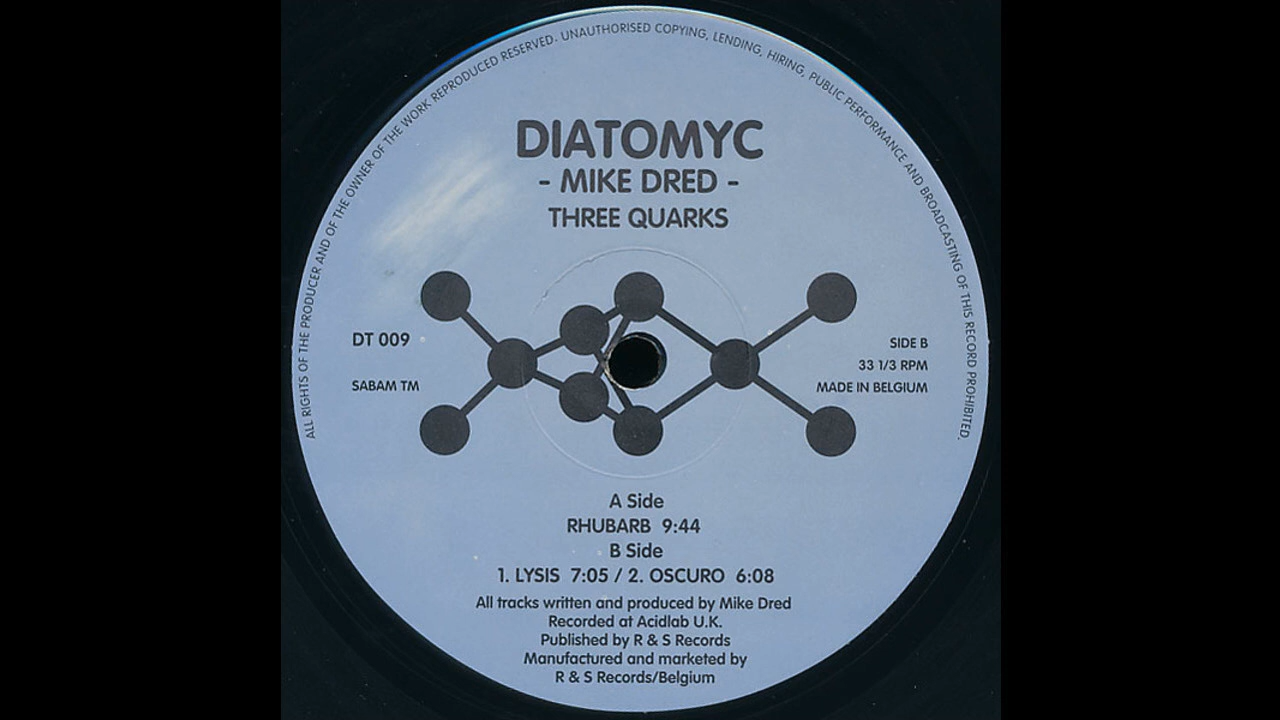 ALL RIGHTS OF THE PRODUCER AND OF THE OWNER OF THE WORK REPRODUCED RESERVED. UNAUTHORISED COPYING, LENDING, HIRING, PUBLIC PERFORMANCE AND BROADCASTING OF THIS RECORD PROHIBITED.
DIATOMYC
- MIKE DRED -
THREE QUARKS
DT 009
SABAM TM
SIDE B
33 1/3 RPM
MADE IN BELGIUM
A Side
RHUBARB 9:44
B Side
1. LYSIS 7:05 / 2. OSCURO 6:08
All tracks written and produced by Mike Dred
Recorded at Acidlab U.K.
Published by R & S Records
Manufactured and marketed by
R & S Records/Belgium